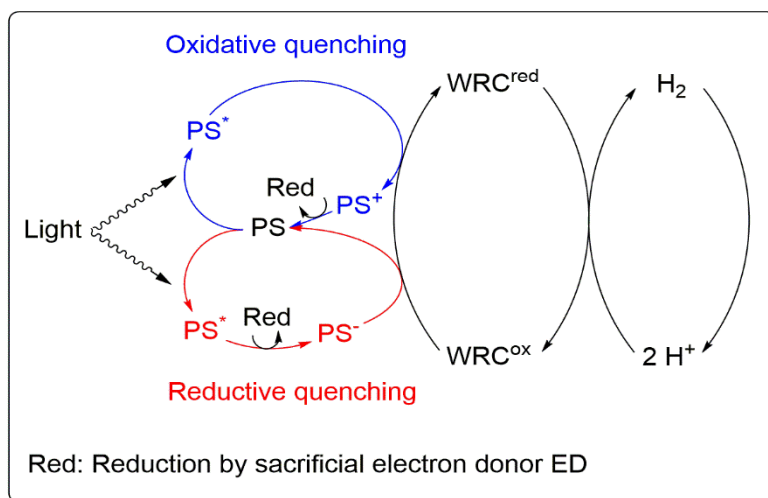 Oxidative quenching
WRC^red
H₂
PS*
Red
PS⁺
Light
PS
PS*
Red
PS⁻
WRC^ox
2 H⁺
Reductive quenching
Red: Reduction by sacrificial electron donor ED